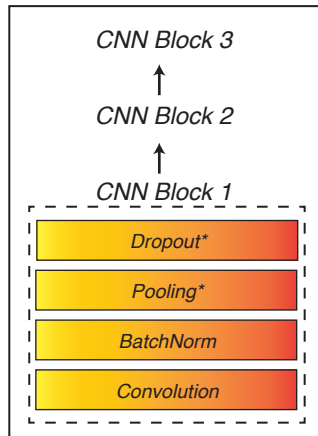 CNN Block 3
CNN Block 2
CNN Block 1
Dropout*
Pooling*
BatchNorm
Convolution